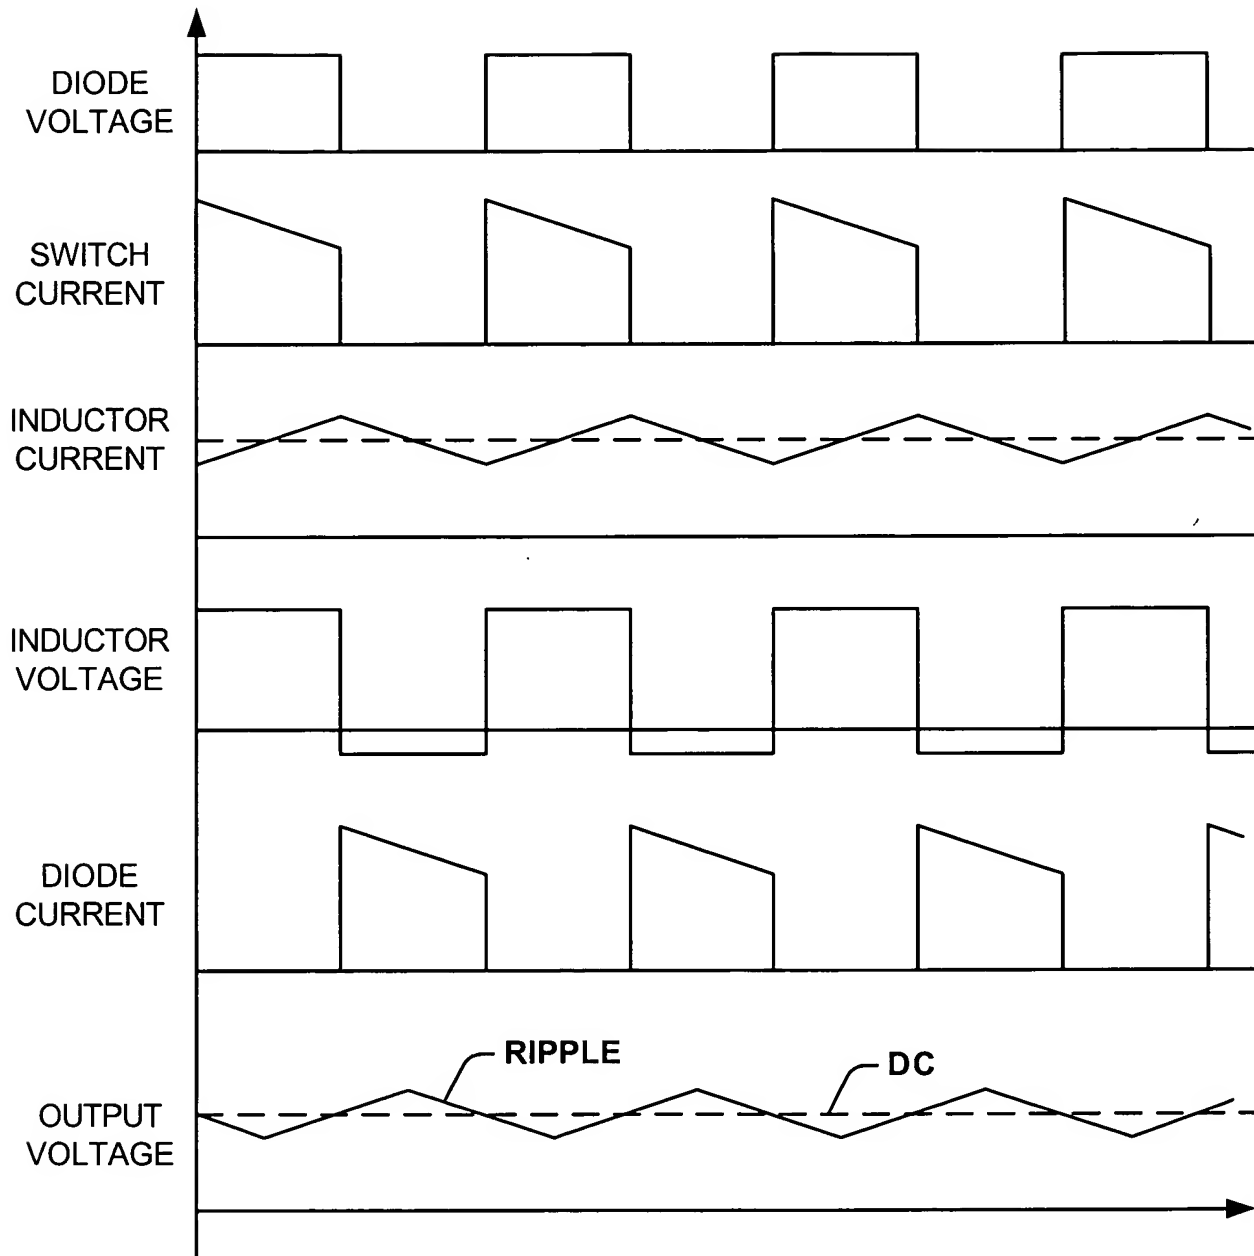 DIODE
VOLTAGE
SWITCH
CURRENT
INDUCTOR
CURRENT
INDUCTOR
VOLTAGE
DIODE
CURRENT
RIPPLE
DC
OUTPUT
VOLTAGE